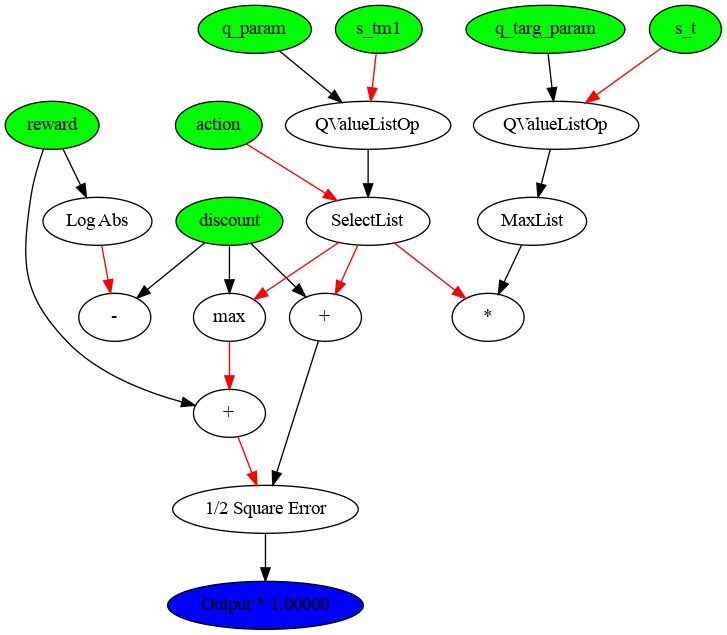 q_param
s_tm1
q_targ_param
s_t
reward
action
QValueListOp
QValueListOp
Log Abs
discount
SelectList
MaxList
-
max
+
*
+
1/2 Square Error
Output * 1.00000